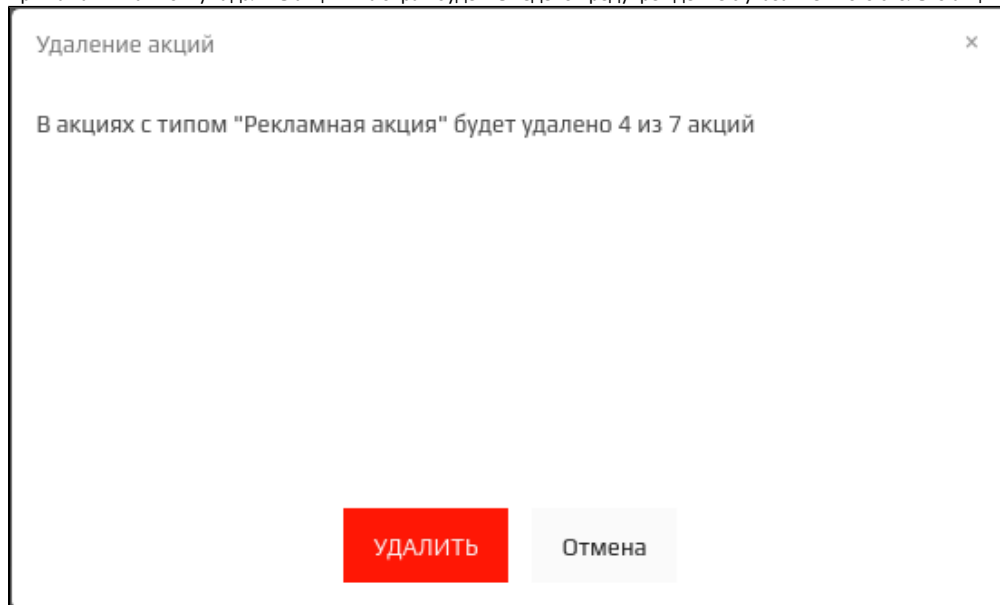 Удаление акций ×
В акциях с типом "Рекламная акция" будет удалено 4 из 7 акций
УДАЛИТЬ Отмена